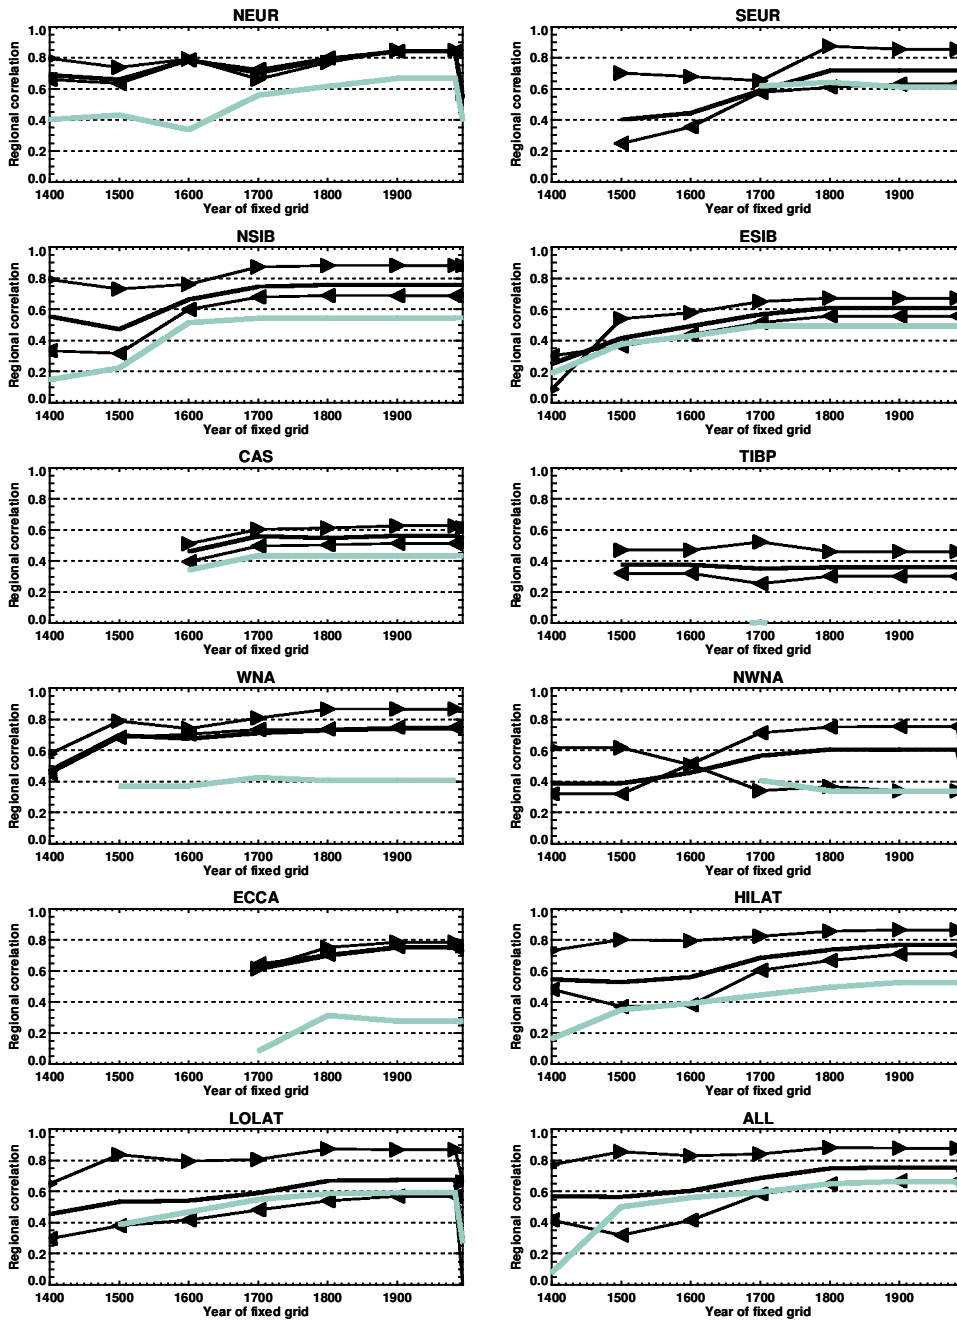 NEUR
Regional correlation
1.0
0.8
0.6
0.4
0.2
0.0
1400 1500 1600 1700 1800 1900
Year of fixed grid
SEUR
Regional correlation
1.0
0.8
0.6
0.4
0.2
0.0
1400 1500 1600 1700 1800 1900
Year of fixed grid
NSIB
Regional correlation
1.0
0.8
0.6
0.4
0.2
0.0
1400 1500 1600 1700 1800 1900
Year of fixed grid
ESIB
Regional correlation
1.0
0.8
0.6
0.4
0.2
0.0
1400 1500 1600 1700 1800 1900
Year of fixed grid
CAS
Regional correlation
1.0
0.8
0.6
0.4
0.2
0.0
1400 1500 1600 1700 1800 1900
Year of fixed grid
TIBP
Regional correlation
1.0
0.8
0.6
0.4
0.2
0.0
1400 1500 1600 1700 1800 1900
Year of fixed grid
WNA
Regional correlation
1.0
0.8
0.6
0.4
0.2
0.0
1400 1500 1600 1700 1800 1900
Year of fixed grid
NWNA
Regional correlation
1.0
0.8
0.6
0.4
0.2
0.0
1400 1500 1600 1700 1800 1900
Year of fixed grid
ECCA
Regional correlation
1.0
0.8
0.6
0.4
0.2
0.0
1400 1500 1600 1700 1800 1900
Year of fixed grid
HILAT
Regional correlation
1.0
0.8
0.6
0.4
0.2
0.0
1400 1500 1600 1700 1800 1900
Year of fixed grid
LOLAT
Regional correlation
1.0
0.8
0.6
0.4
0.2
0.0
1400 1500 1600 1700 1800 1900
Year of fixed grid
ALL
Regional correlation
1.0
0.8
0.6
0.4
0.2
0.0
1400 1500 1600 1700 1800 1900
Year of fixed grid